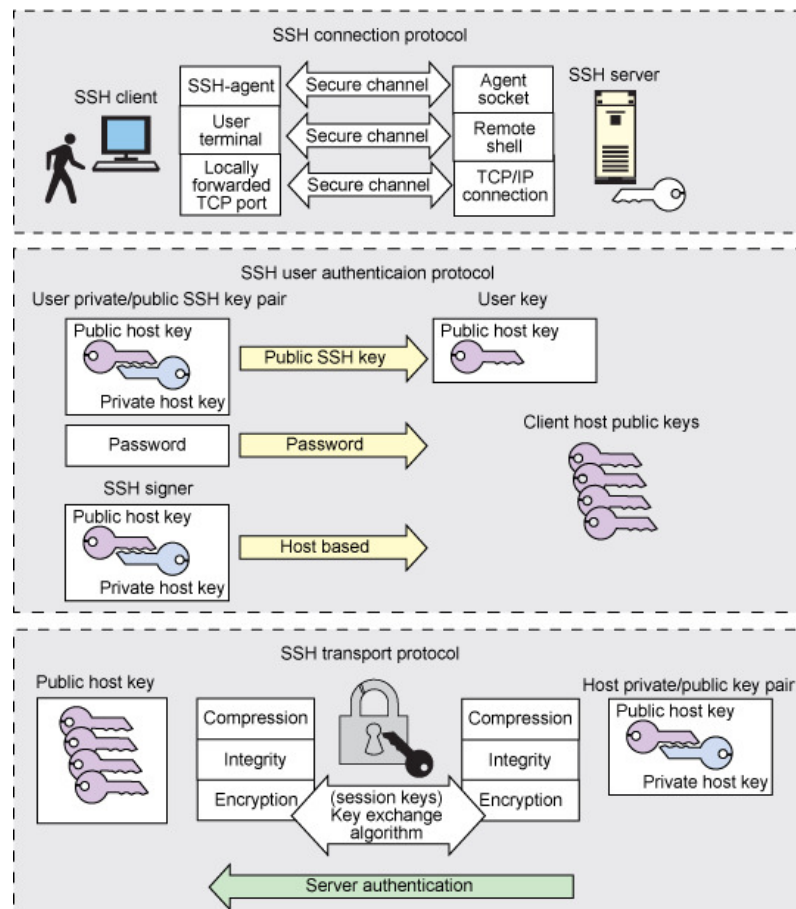 SSH connection protocol
SSH client
SSH-agent
Secure channel
Agent
socket
SSH server
User
terminal
Secure channel
Remote
shell
Locally
forwarded
TCP port
Secure channel
TCP/IP
connection
SSH user authenticaion protocol
User private/public SSH key pair
User key
Public host key
Private host key
Public SSH key
Public host key
Password
Password
Client host public keys
SSH signer
Public host key
Private host key
Host based
SSH transport protocol
Public host key
Host private/public key pair
Compression
Integrity
Encryption
(session keys)
Key exchange
algorithm
Compression
Integrity
Encryption
Public host key
Private host key
Server authentication